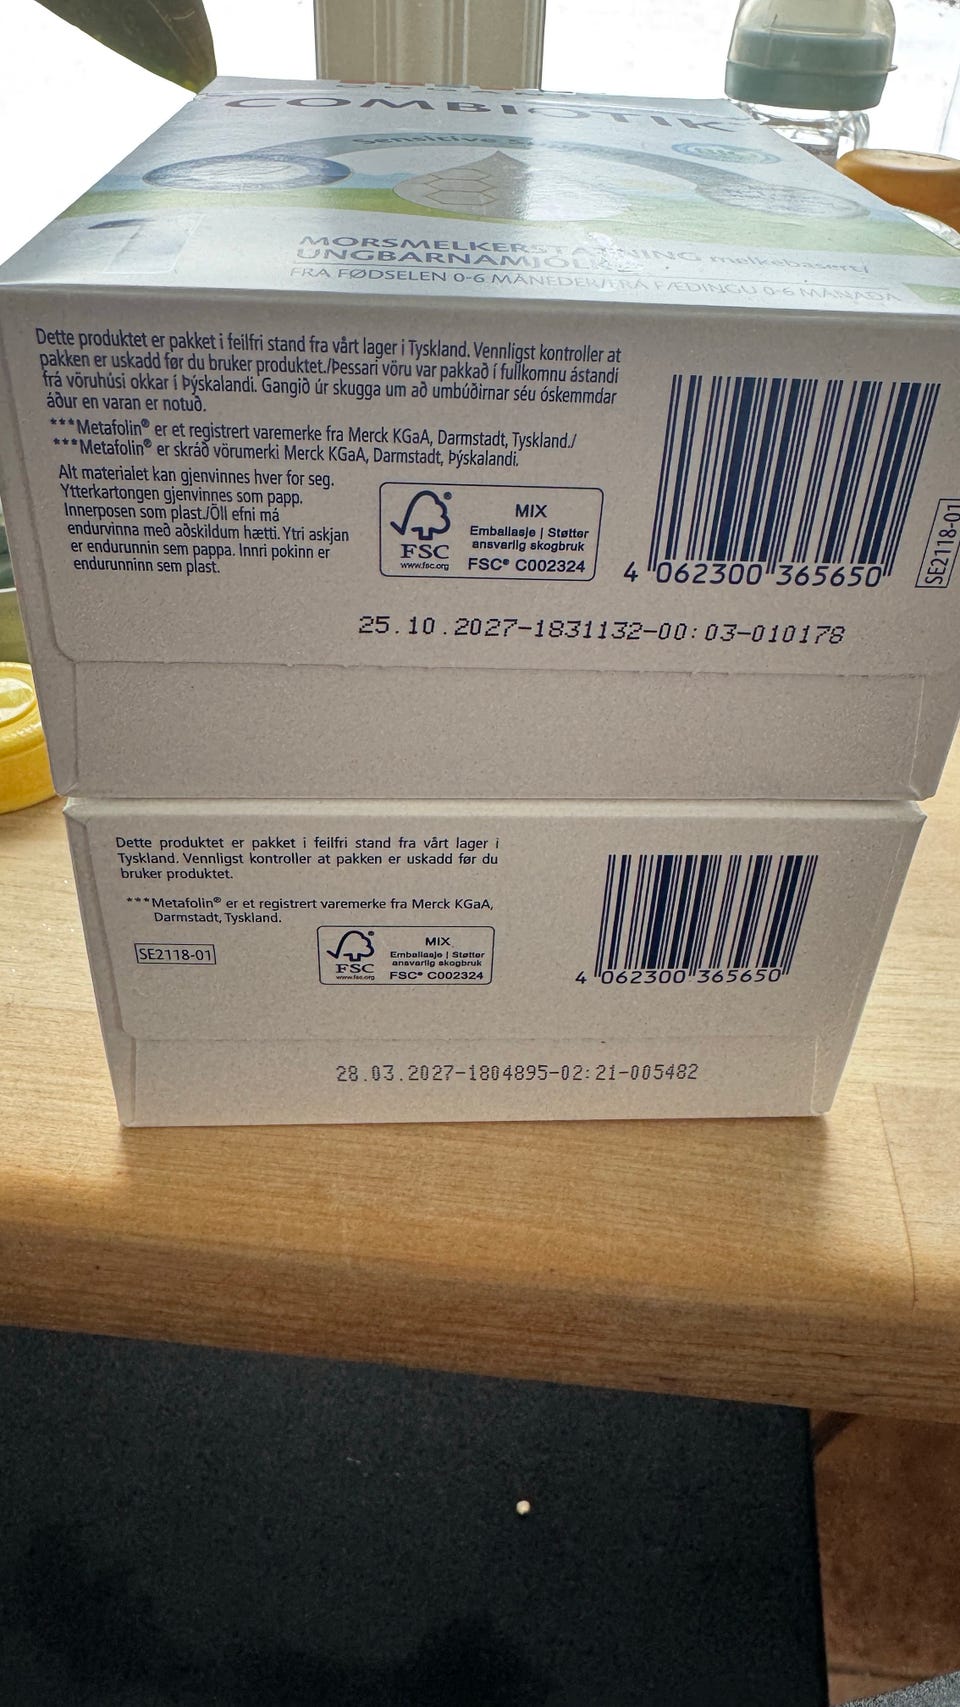 COMBIOTIK
Sensitive
1
MORSMELKERSTATNING melkebasert/
UNGBARNAMJÓLK
FRA FØDSELEN 0-6 MÅNEDER/FRÁ FÆDINGU 0-6 MÁNAÐA
Dette produktet er pakket i feilfri stand fra vårt lager i Tyskland. Vennligst kontroller at
pakken er uskadd før du bruker produktet./Þessari vöru var pakkað í fullkomnu ástandi
frá vöruhúsi okkar í Þýskalandi. Gangið úr skugga um að umbúðirnar séu óskemmdar
áður en varan er notuð.
***Metafolin® er et registrert varemerke fra Merck KGaA, Darmstadt, Tyskland./
***Metafolin® er skráð vörumerki Merck KGaA, Darmstadt, Þýskalandi.
Alt materialet kan gjenvinnes hver for seg.
Ytterkartongen gjenvinnes som papp.
Innerposen som plast./Öll efni má
endurvinna með aðskildum hætti. Ytri askjan
er endurunnin sem pappa. Innri pokinn er
endurunninn sem plast.
® FSC
www.fsc.org
MIX
Emballasje | Støtter
ansvarlig skogbruk
FSC® C002324
4 062300 365650
SE2118-01
25.10.2027-1831132-00:03-010178
Dette produktet er pakket i feilfri stand fra vårt lager i
Tyskland. Vennligst kontroller at pakken er uskadd før du
bruker produktet.
***Metafolin® er et registrert varemerke fra Merck KGaA,
Darmstadt, Tyskland.
SE2118-01
® FSC
www.fsc.org
MIX
Emballasje | Støtter
ansvarlig skogbruk
FSC® C002324
4 062300 365650
28.03.2027-1804895-02:21-005482